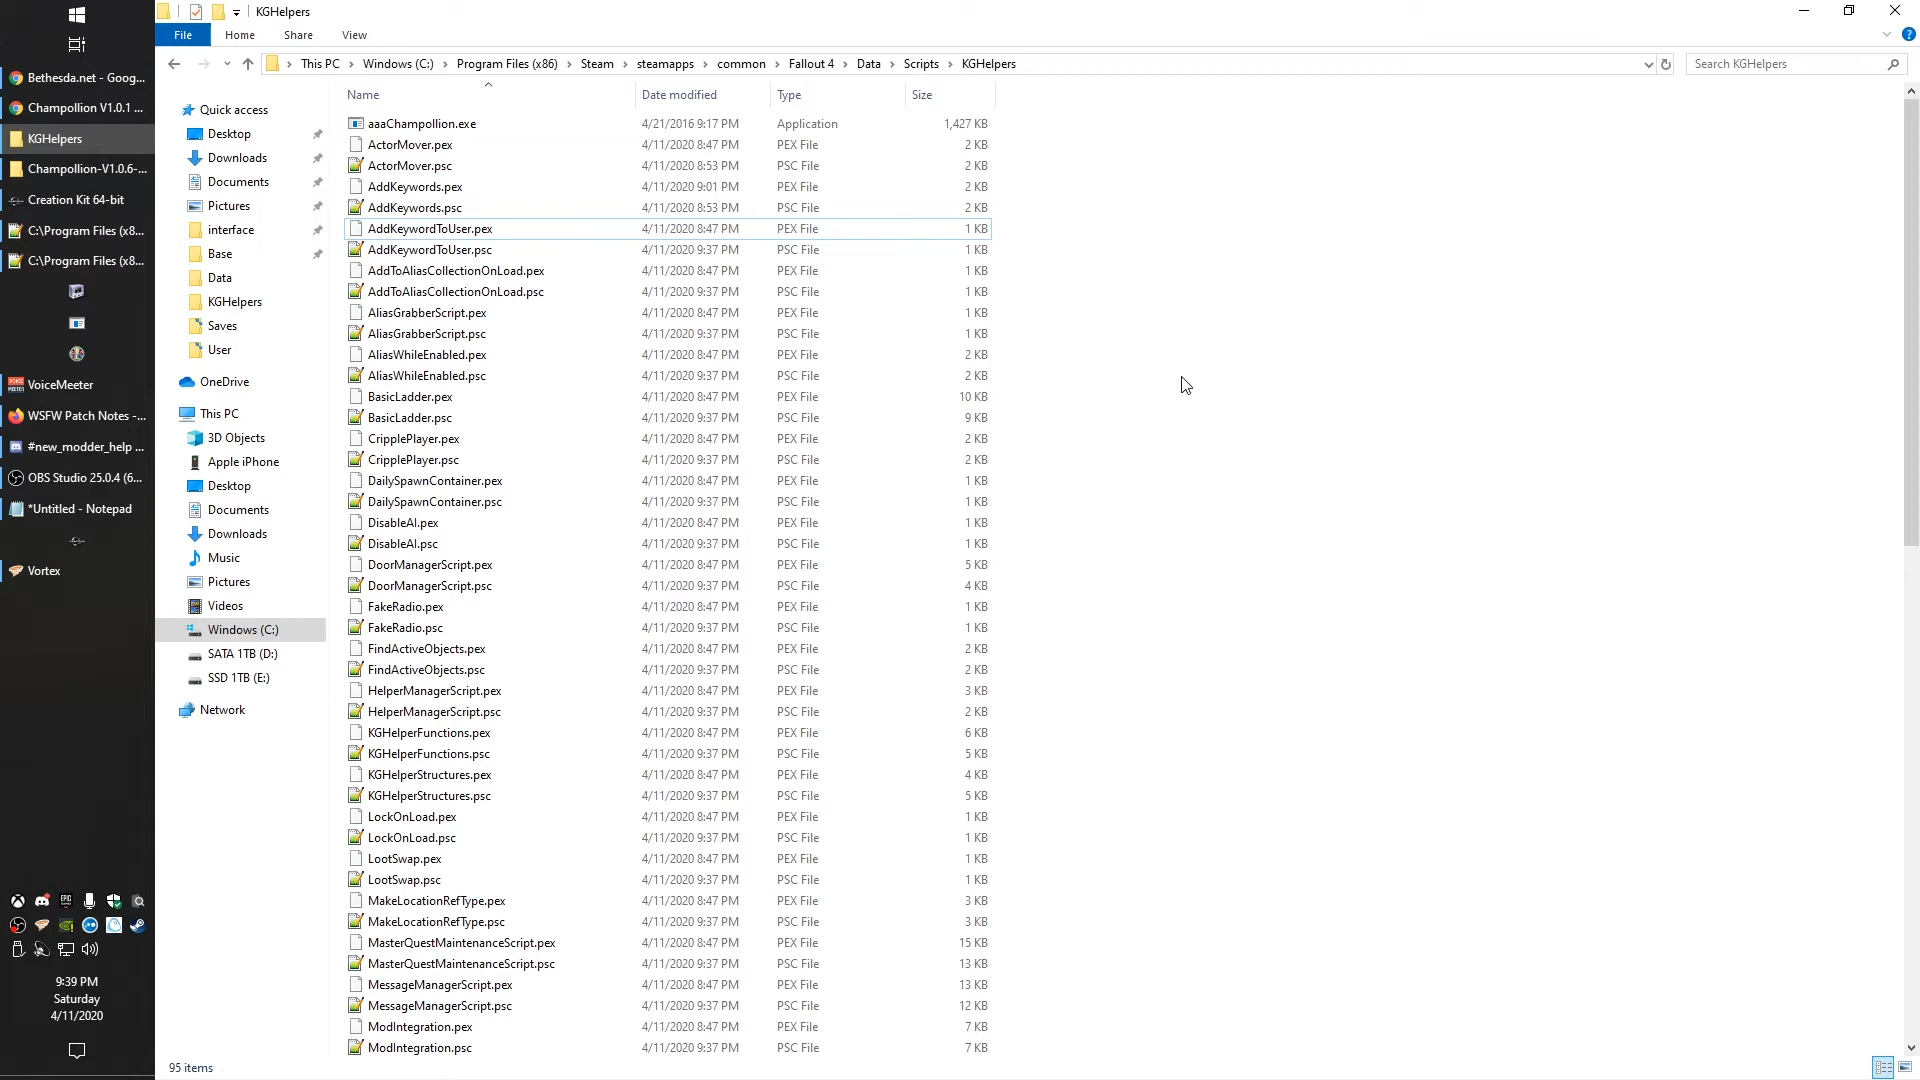 KGHelpers
File Home Share View
This PC Windows (C:) Program Files (x86) Steam steamapps common Fallout 4 Data Scripts KGHelpers
Search KGHelpers
Bethesda.net - Goog...
Champollion V1.0.1 ...
KGHelpers
Champollion-V1.0.6-...
Creation Kit 64-bit
C:\Program Files (x8...
C:\Program Files (x8...
VoiceMeeter
WSFW Patch Notes -...
#new_modder_help ...
OBS Studio 25.0.4 (6...
*Untitled - Notepad
Vortex
9:39 PM
Saturday
4/11/2020
Quick access
Desktop
Downloads
Documents
Pictures
interface
Base
Data
KGHelpers
Saves
User
OneDrive
This PC
3D Objects
Apple iPhone
Desktop
Documents
Downloads
Music
Pictures
Videos
Windows (C:)
SATA 1TB (D:)
SSD 1TB (E:)
Network
Name Date modified Type Size
aaaChampollion.exe 4/21/2016 9:17 PM Application 1,427 KB
ActorMover.pex 4/11/2020 8:47 PM PEX File 2 KB
ActorMover.psc 4/11/2020 8:53 PM PSC File 2 KB
AddKeywords.pex 4/11/2020 9:01 PM PEX File 2 KB
AddKeywords.psc 4/11/2020 8:53 PM PSC File 2 KB
AddKeywordToUser.pex 4/11/2020 8:47 PM PEX File 1 KB
AddKeywordToUser.psc 4/11/2020 9:37 PM PSC File 1 KB
AddToAliasCollectionOnLoad.pex 4/11/2020 8:47 PM PEX File 1 KB
AddToAliasCollectionOnLoad.psc 4/11/2020 9:37 PM PSC File 1 KB
AliasGrabberScript.pex 4/11/2020 8:47 PM PEX File 1 KB
AliasGrabberScript.psc 4/11/2020 9:37 PM PSC File 1 KB
AliasWhileEnabled.pex 4/11/2020 8:47 PM PEX File 2 KB
AliasWhileEnabled.psc 4/11/2020 9:37 PM PSC File 2 KB
BasicLadder.pex 4/11/2020 8:47 PM PEX File 10 KB
BasicLadder.psc 4/11/2020 9:37 PM PSC File 9 KB
CripplePlayer.pex 4/11/2020 8:47 PM PEX File 2 KB
CripplePlayer.psc 4/11/2020 9:37 PM PSC File 2 KB
DailySpawnContainer.pex 4/11/2020 8:47 PM PEX File 1 KB
DailySpawnContainer.psc 4/11/2020 9:37 PM PSC File 1 KB
DisableAI.pex 4/11/2020 8:47 PM PEX File 1 KB
DisableAI.psc 4/11/2020 9:37 PM PSC File 1 KB
DoorManagerScript.pex 4/11/2020 8:47 PM PEX File 5 KB
DoorManagerScript.psc 4/11/2020 9:37 PM PSC File 4 KB
FakeRadio.pex 4/11/2020 8:47 PM PEX File 1 KB
FakeRadio.psc 4/11/2020 9:37 PM PSC File 1 KB
FindActiveObjects.pex 4/11/2020 8:47 PM PEX File 2 KB
FindActiveObjects.psc 4/11/2020 9:37 PM PSC File 2 KB
HelperManagerScript.pex 4/11/2020 8:47 PM PEX File 3 KB
HelperManagerScript.psc 4/11/2020 9:37 PM PSC File 2 KB
KGHelperFunctions.pex 4/11/2020 8:47 PM PEX File 6 KB
KGHelperFunctions.psc 4/11/2020 9:37 PM PSC File 5 KB
KGHelperStructures.pex 4/11/2020 8:47 PM PEX File 4 KB
KGHelperStructures.psc 4/11/2020 9:37 PM PSC File 5 KB
LockOnLoad.pex 4/11/2020 8:47 PM PEX File 1 KB
LockOnLoad.psc 4/11/2020 9:37 PM PSC File 1 KB
LootSwap.pex 4/11/2020 8:47 PM PEX File 1 KB
LootSwap.psc 4/11/2020 9:37 PM PSC File 1 KB
MakeLocationRefType.pex 4/11/2020 8:47 PM PEX File 3 KB
MakeLocationRefType.psc 4/11/2020 9:37 PM PSC File 3 KB
MasterQuestMaintenanceScript.pex 4/11/2020 8:47 PM PEX File 15 KB
MasterQuestMaintenanceScript.psc 4/11/2020 9:37 PM PSC File 13 KB
MessageManagerScript.pex 4/11/2020 8:47 PM PEX File 13 KB
MessageManagerScript.psc 4/11/2020 9:37 PM PSC File 12 KB
ModIntegration.pex 4/11/2020 8:47 PM PEX File 7 KB
ModIntegration.psc 4/11/2020 9:37 PM PSC File 7 KB
95 items